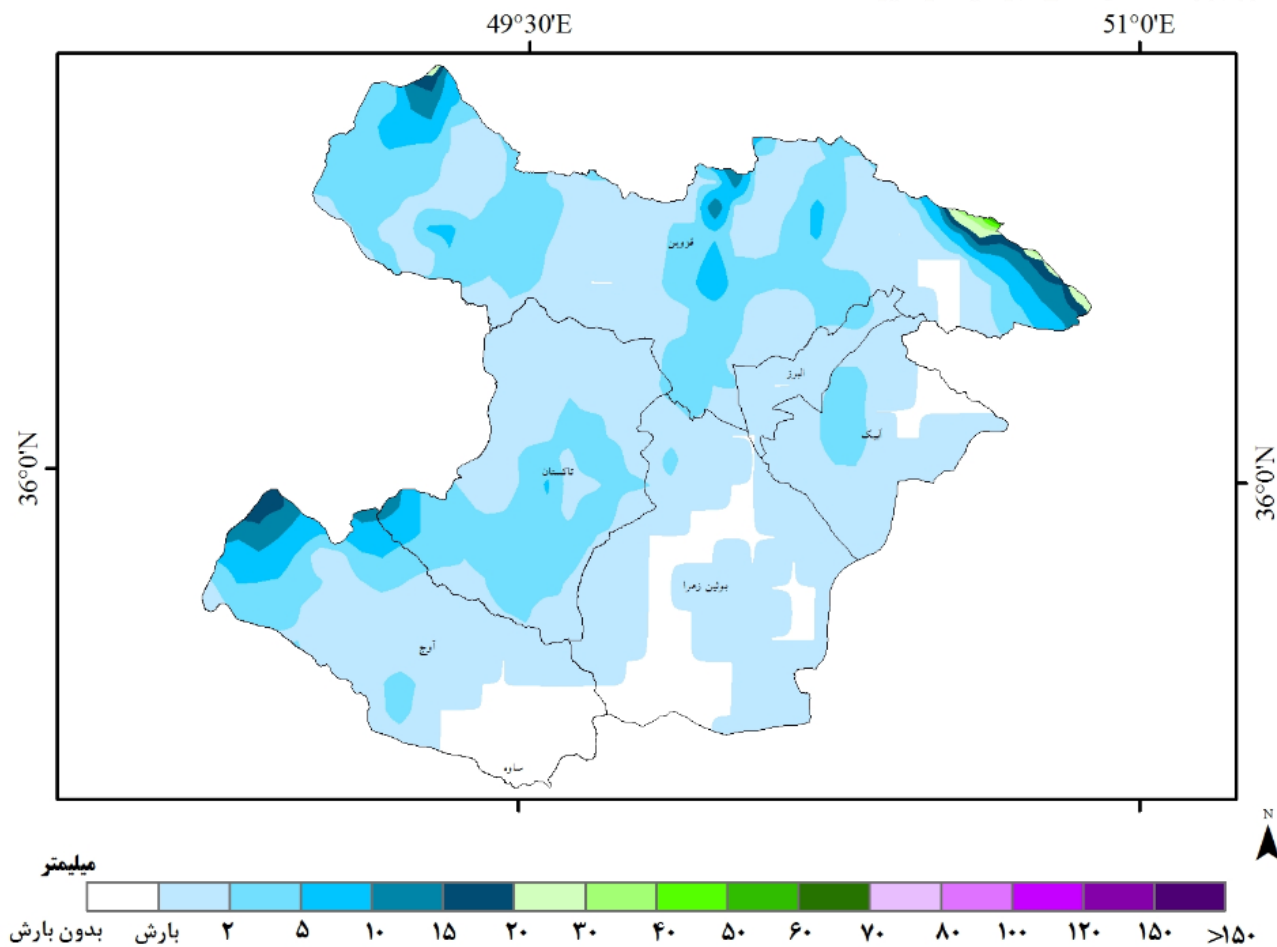 49°30'E 51°0'E
قزوین
البرز
آبیک
36°0'N تاکستان 36°0'N
بوئین زهرا
آوج
ساوه
N
میلیمتر
بدون بارش بارش ۲ ۵ ۱۰ ۱۵ ۲۰ ۳۰ ۴۰ ۵۰ ۶۰ ۷۰ ۸۰ ۱۰۰ ۱۲۰ ۱۵۰ >۱۵۰